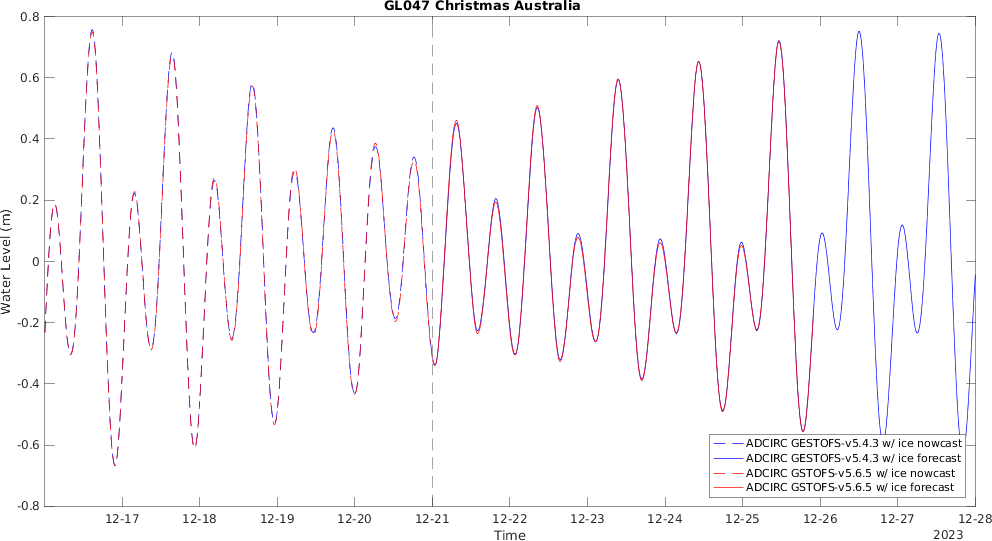 GL047 Christmas Australia
Water Level (m)
0.8
0.6
0.4
0.2
0
-0.2
-0.4
-0.6
-0.8
12-17 12-18 12-19 12-20 12-21 12-22 12-23 12-24 12-25 12-26 12-27 12-28
Time
2023
ADCIRC GESTOFS-v5.4.3 w/ ice nowcast
ADCIRC GESTOFS-v5.4.3 w/ ice forecast
ADCIRC GSTOFS-v5.6.5 w/ ice nowcast
ADCIRC GSTOFS-v5.6.5 w/ ice forecast